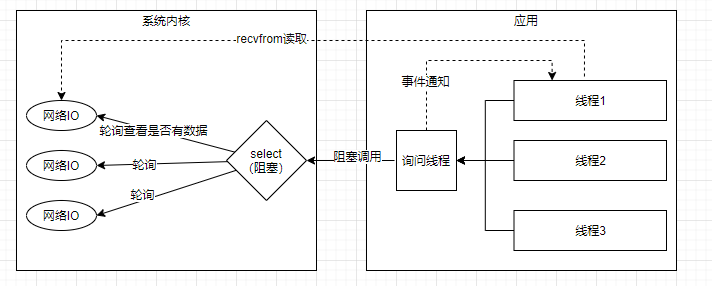 系统内核
应用
recvfrom读取
事件通知
网络IO
轮询查看是否有数据
线程1
select
（阻塞）
阻塞调用
询问线程
网络IO
轮询
线程2
网络IO
轮询
线程3